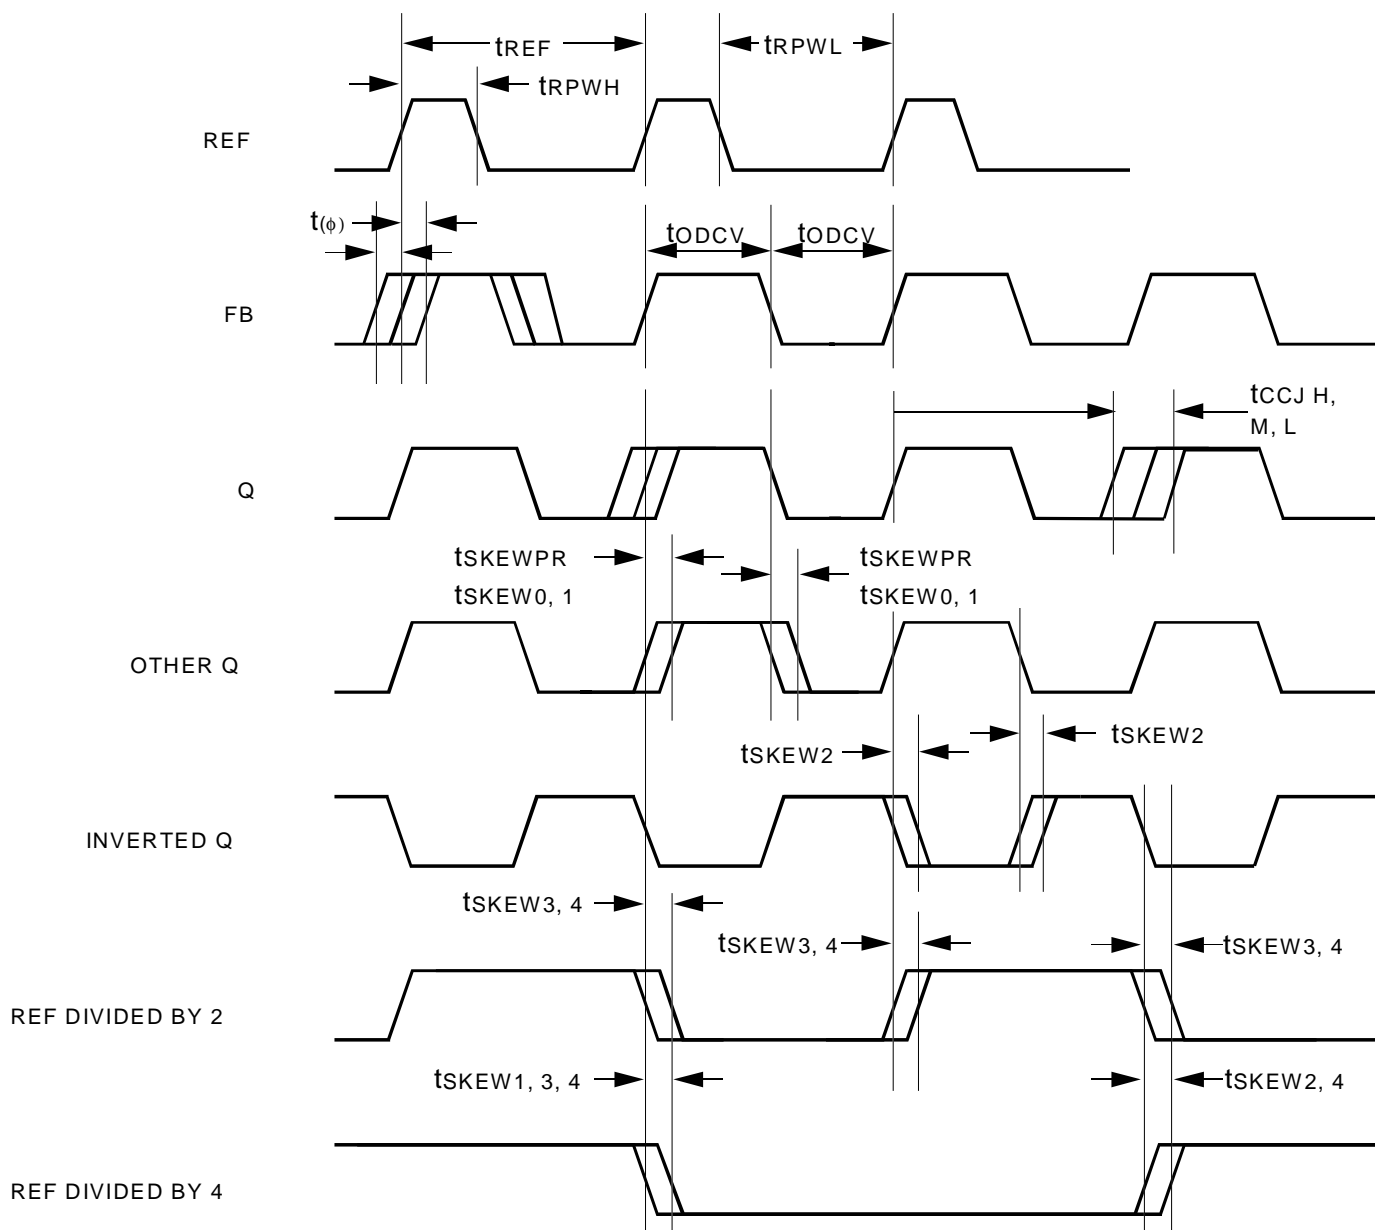 tREF
tRPWL
tRPWH
REF
t(ϕ)
tODCV
tODCV
FB
tCCJ H,
M, L
Q
tSKEWPR
tSKEW0, 1
tSKEWPR
tSKEW0, 1
OTHER Q
tSKEW2
tSKEW2
INVERTED Q
tSKEW3, 4
tSKEW3, 4
tSKEW3, 4
REF DIVIDED BY 2
tSKEW1, 3, 4
tSKEW2, 4
REF DIVIDED BY 4